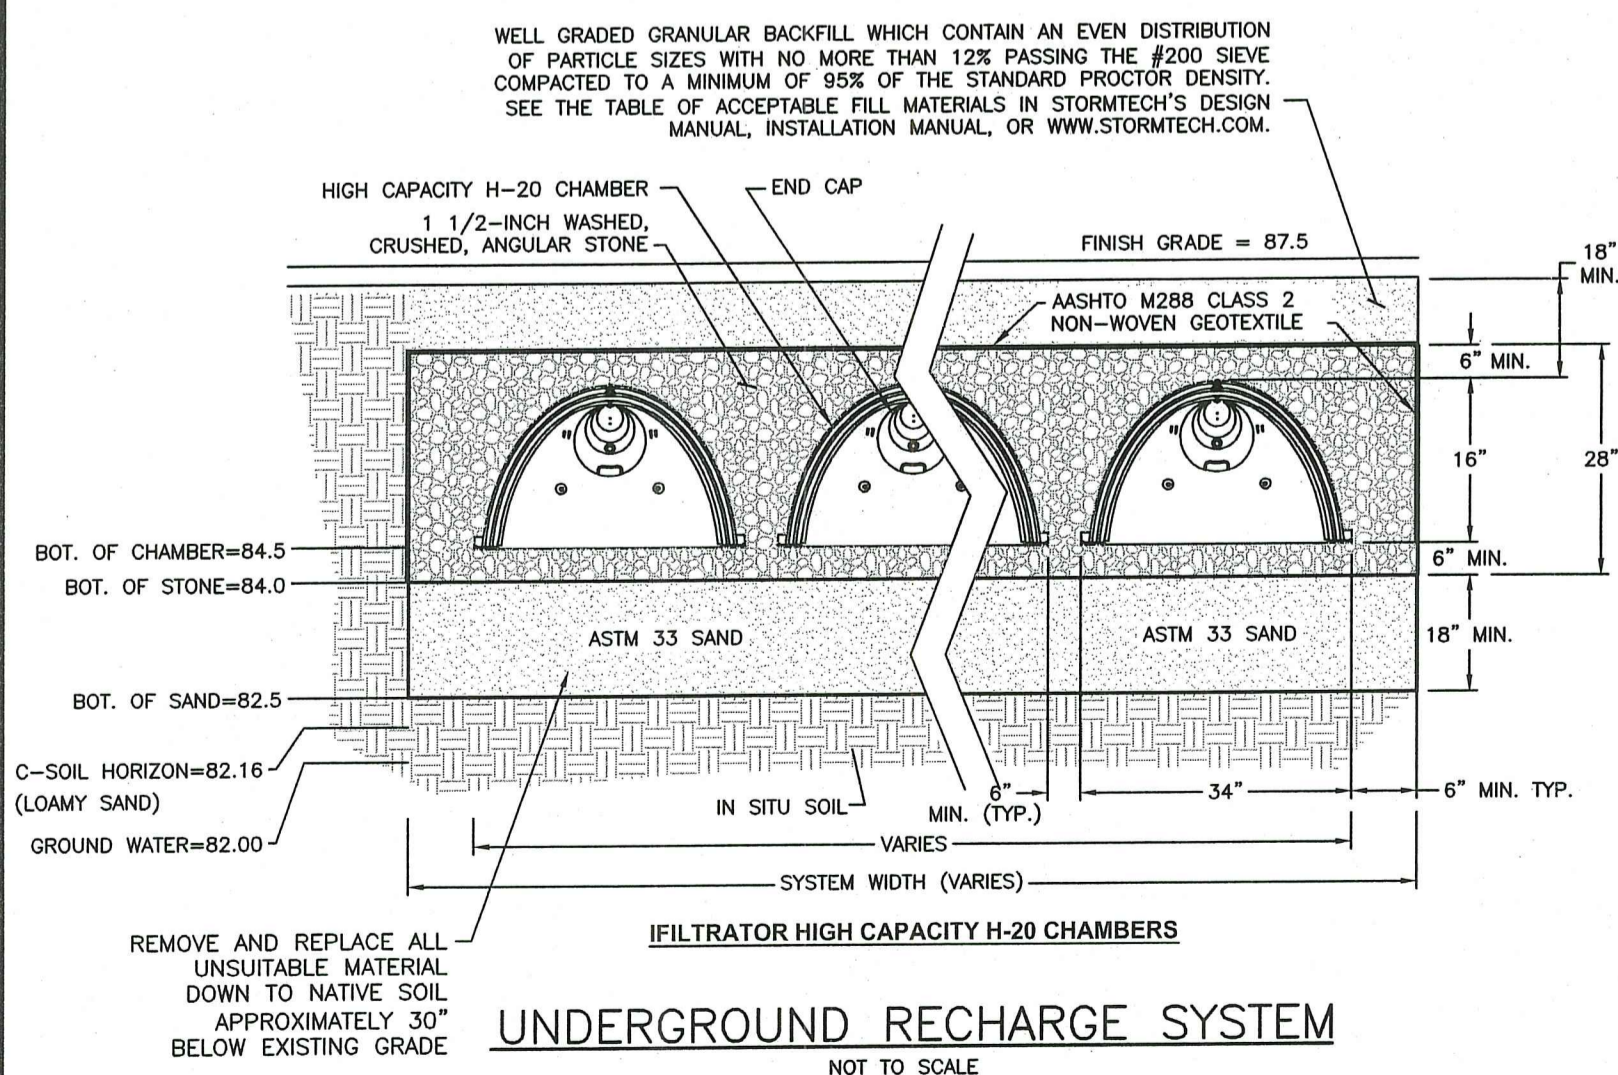 WELL GRADED GRANULAR BACKFILL WHICH CONTAIN AN EVEN DISTRIBUTION
OF PARTICLE SIZES WITH NO MORE THAN 12% PASSING THE #200 SIEVE
COMPACTED TO A MINIMUM OF 95% OF THE STANDARD PROCTOR DENSITY.
SEE THE TABLE OF ACCEPTABLE FILL MATERIALS IN STORMTECH'S DESIGN
MANUAL, INSTALLATION MANUAL, OR WWW.STORMTECH.COM.
HIGH CAPACITY H-20 CHAMBER
END CAP
1 1/2-INCH WASHED,
CRUSHED, ANGULAR STONE
FINISH GRADE = 87.5
18"
MIN.
AASHTO M288 CLASS 2
NON-WOVEN GEOTEXTILE
6" MIN.
16"
28"
BOT. OF CHAMBER=84.5
6" MIN.
BOT. OF STONE=84.0
ASTM 33 SAND
ASTM 33 SAND
18" MIN.
BOT. OF SAND=82.5
C-SOIL HORIZON=82.16
(LOAMY SAND)
IN SITU SOIL
6"
MIN. (TYP.)
34"
6" MIN. TYP.
GROUND WATER=82.00
VARIES
SYSTEM WIDTH (VARIES)
IFILTRATOR HIGH CAPACITY H-20 CHAMBERS
REMOVE AND REPLACE ALL
UNSUITABLE MATERIAL
DOWN TO NATIVE SOIL
APPROXIMATELY 30"
BELOW EXISTING GRADE
UNDERGROUND RECHARGE SYSTEM
NOT TO SCALE